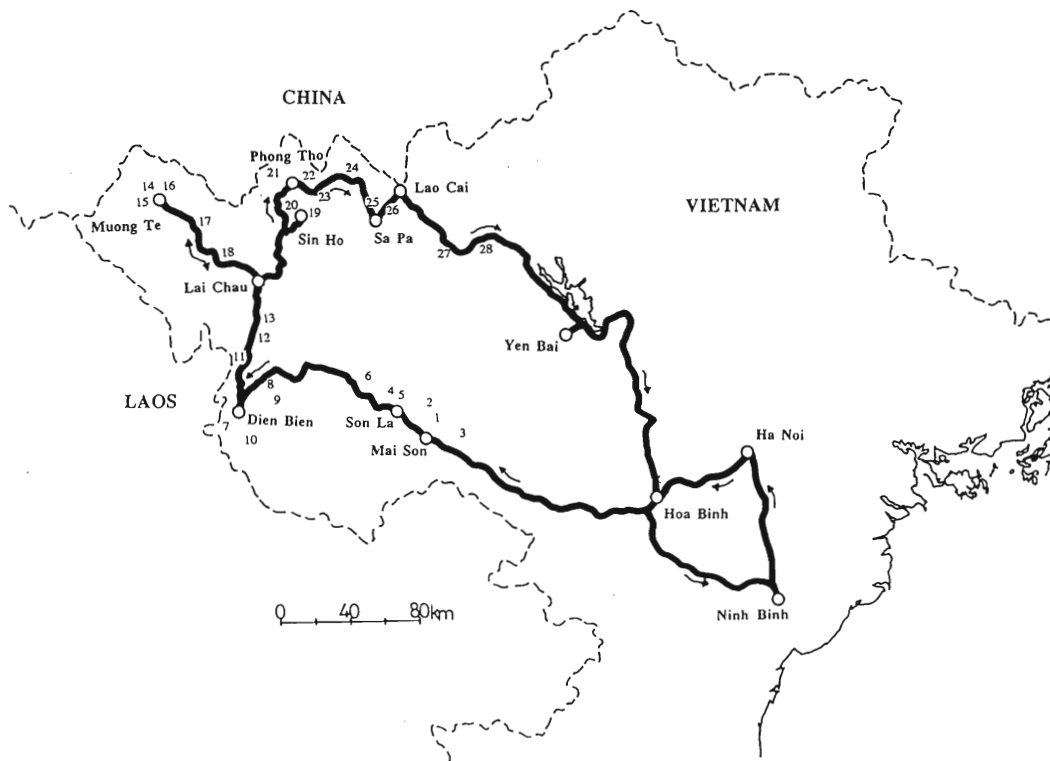 CHINA
Phong Tho
21 22 24
14 16
15
23
25
26
Lao Cai
20
19
Muong Te
17
Sin Ho
Sa Pa
VIETNAM
18
27 28
Lai Chau
13
12
Yen Bai
11
8
9
6
4 5
2
1
3
LAOS
Dien Bien
7
10
Son La
Mai Son
Ha Noi
Hoa Binh
Ninh Binh
0 40 80km